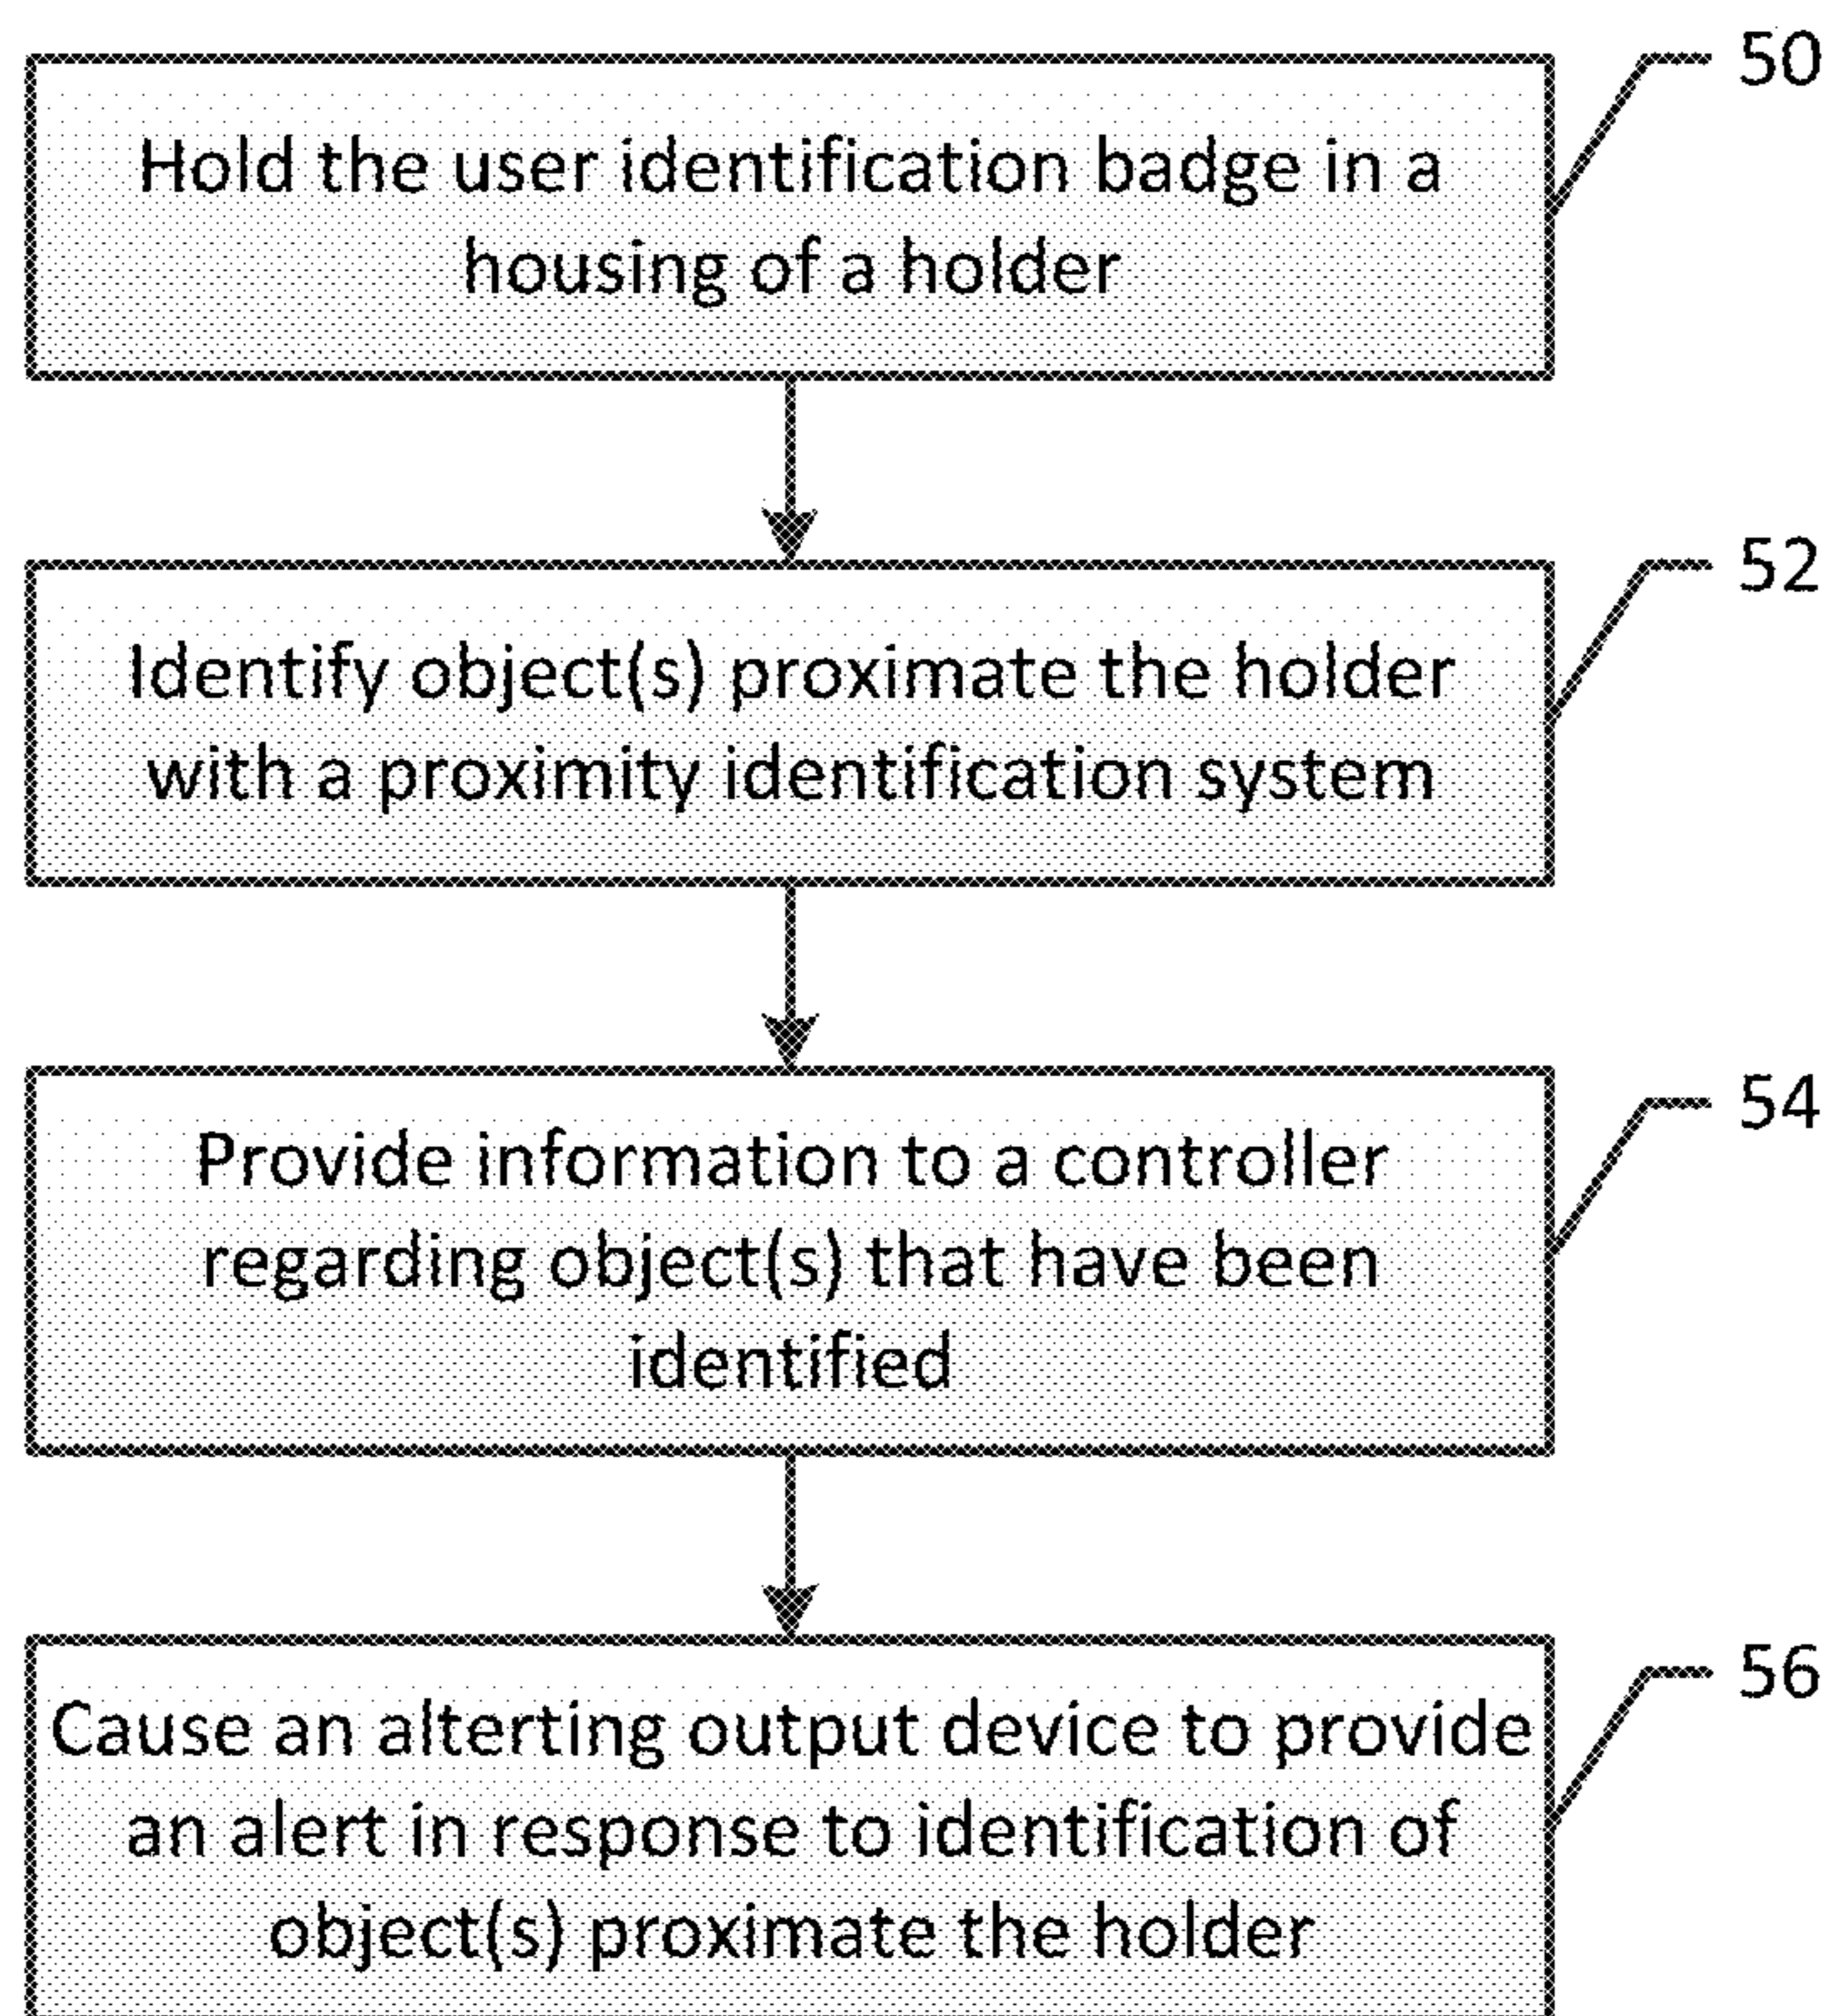 50
Hold the user identification badge in a
housing of a holder
52
Identify object(s) proximate the holder
with a proximity identification system
54
Provide information to a controller
regarding object(s) that have been
identified
56
Cause an alterting output device to provide
an alert in response to identification of
object(s) proximate the holder